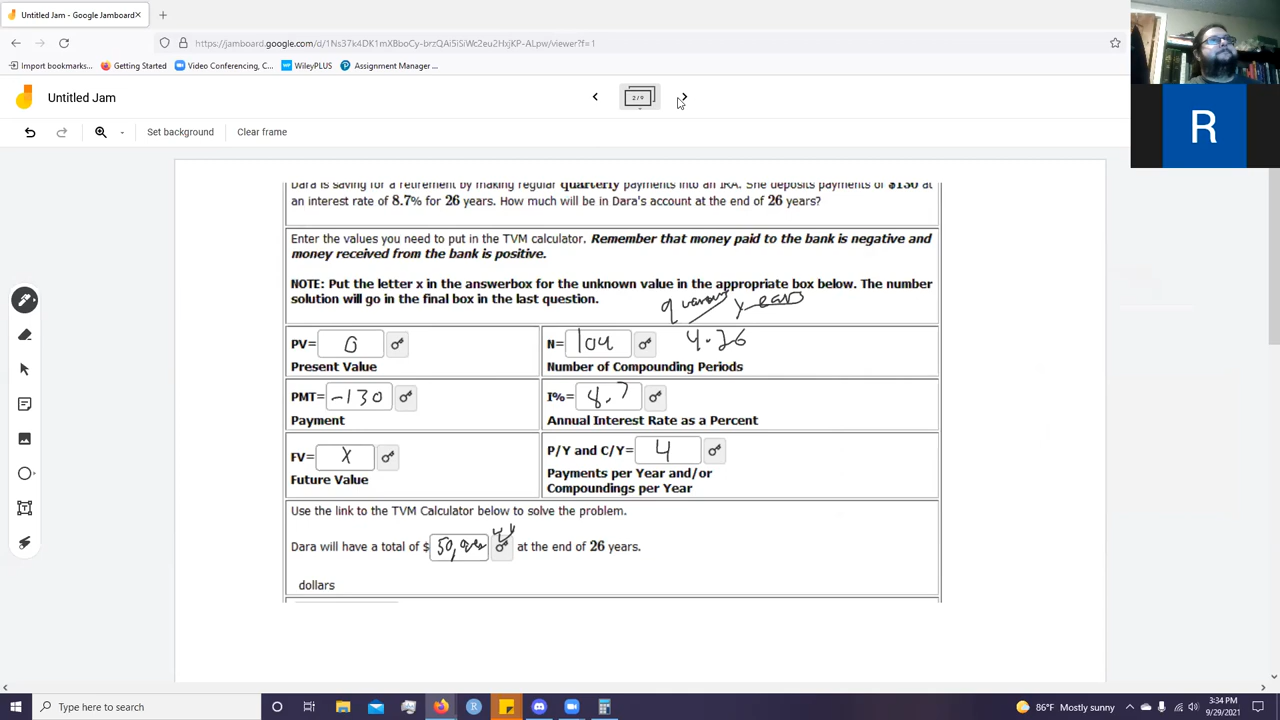 Untitled Jam - Google Jamboard
https://jamboard.google.com/d/1Ns37k4DK1mXBboCy-brzQAi5iSiWc2eu2HxjKP-ALpw/viewer?f=1
Import bookmarks... Getting Started Video Conferencing, C... WileyPLUS Assignment Manager ...
Untitled Jam
2/9
R
Set background Clear frame
Dara is saving for a retirement by making regular quarterly payments into an IRA. She deposits payments of $130 at
an interest rate of 8.7% for 26 years. How much will be in Dara's account at the end of 26 years?
Enter the values you need to put in the TVM calculator. Remember that money paid to the bank is negative and
money received from the bank is positive.
NOTE: Put the letter x in the answerbox for the unknown value in the appropriate box below. The number
solution will go in the final box in the last question.
years
PV= 0
Present Value
N= 104 4.26
Number of Compounding Periods
PMT= -130
Payment
I%= 8.7
Annual Interest Rate as a Percent
FV= X
Future Value
P/Y and C/Y= 4
Payments per Year and/or
Compoundings per Year
Use the link to the TVM Calculator below to solve the problem.
Dara will have a total of $ at the end of 26 years.
dollars
Type here to search
86°F Mostly sunny
3:34 PM
9/29/2021